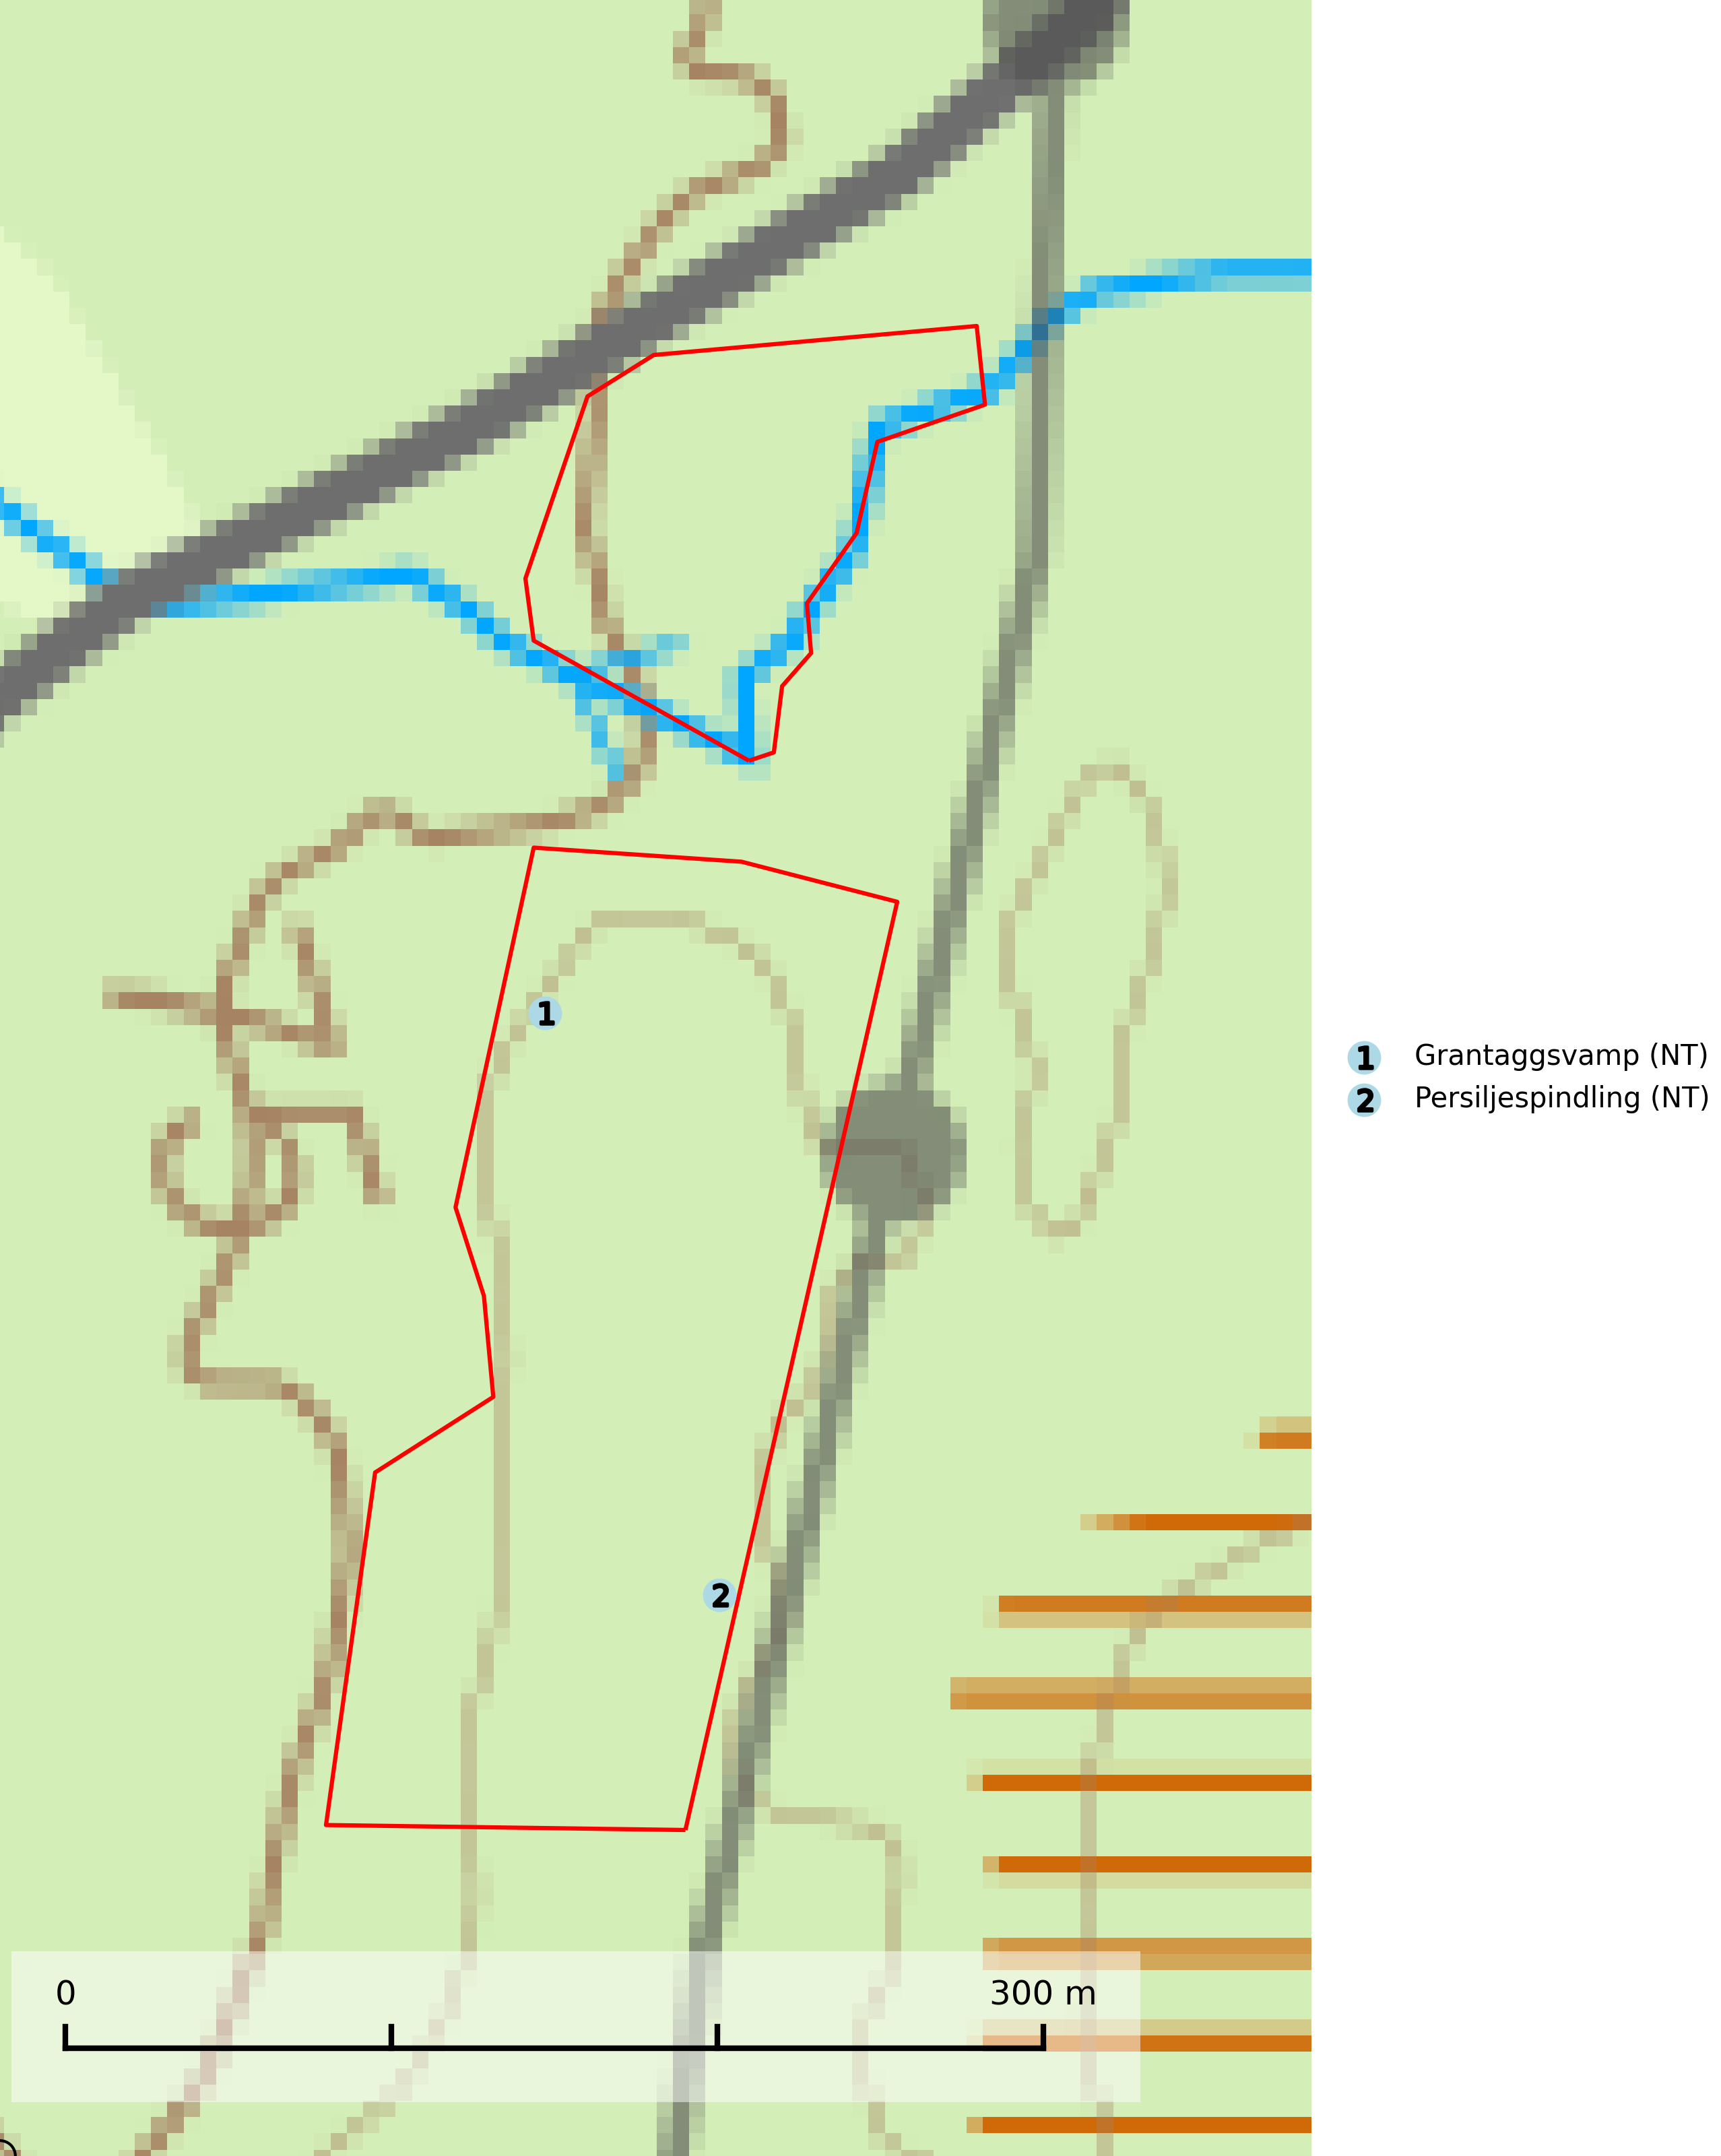 1
1 Grantaggsvamp (NT)
2 Persiljespindling (NT)
2
0 300 m